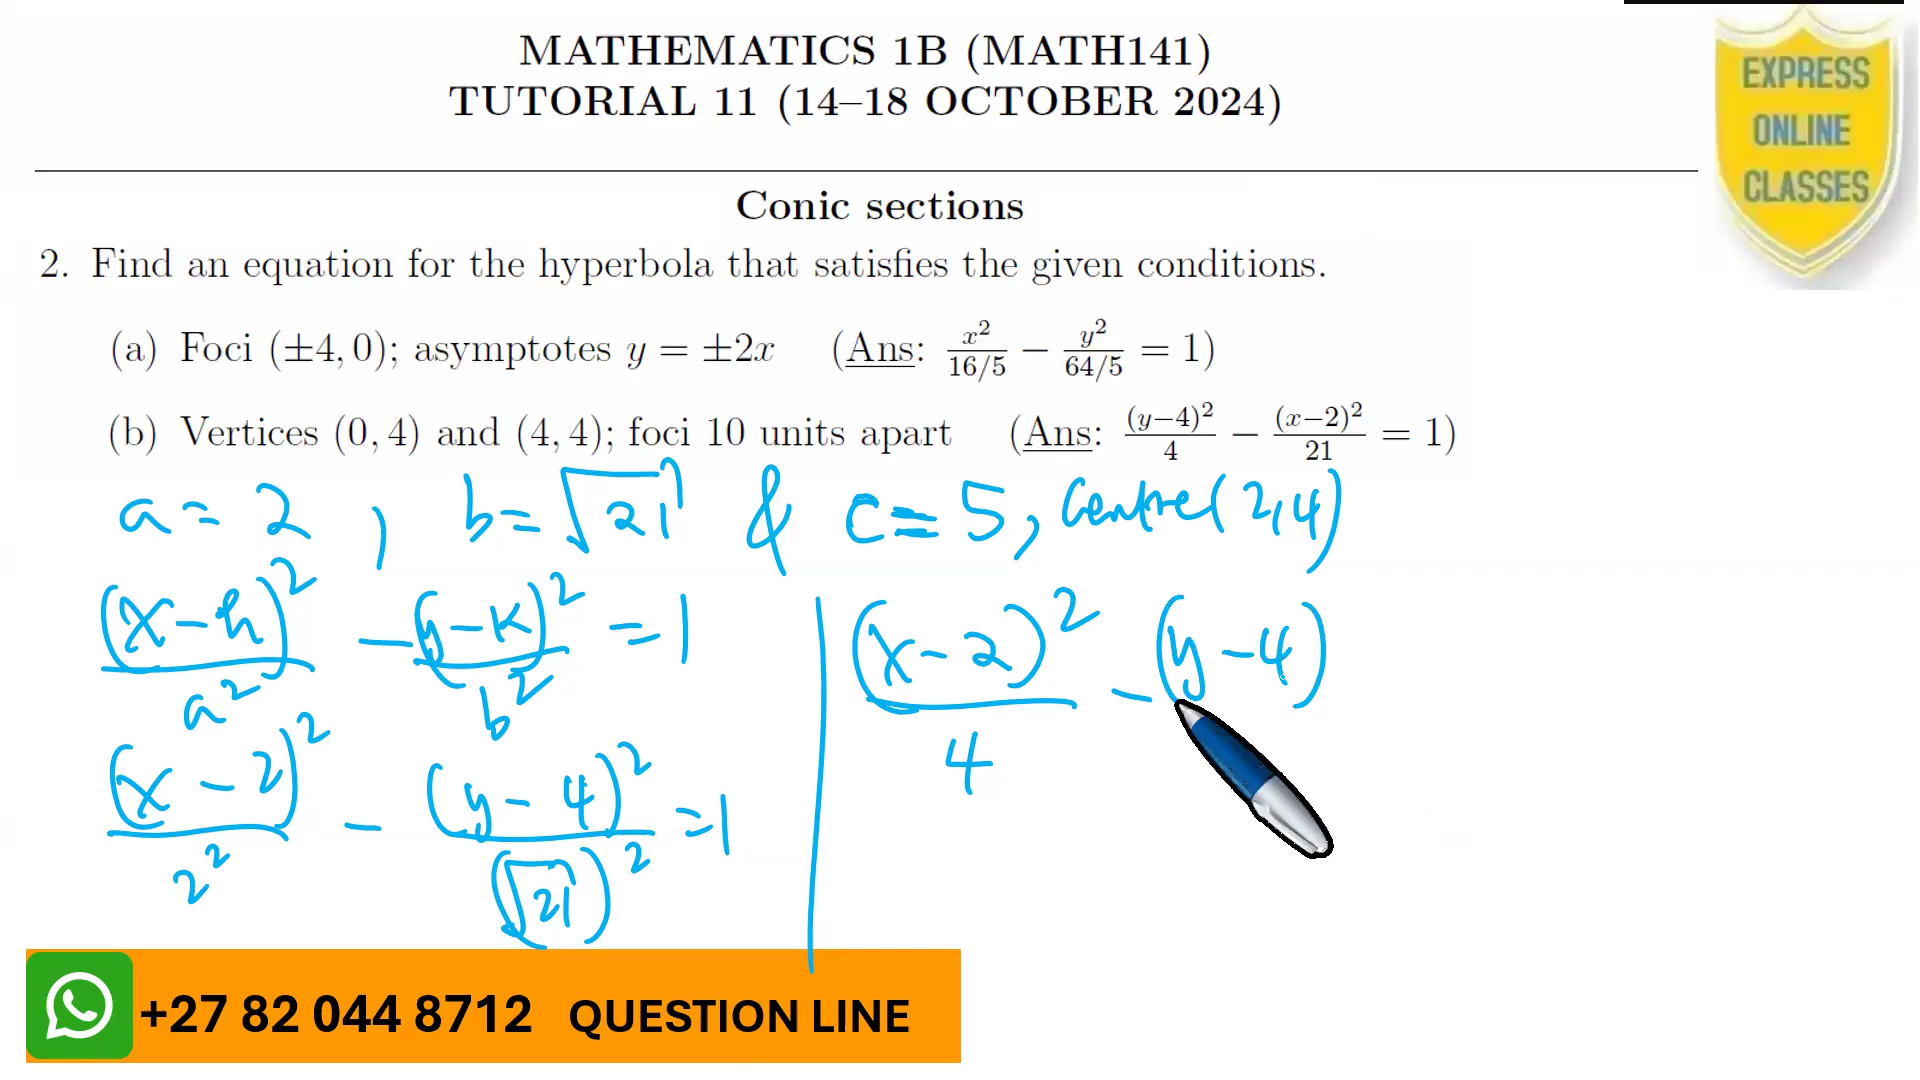 MATHEMATICS 1B (MATH141)
TUTORIAL 11 (14–18 OCTOBER 2024)
EXPRESS
ONLINE
CLASSES
Conic sections
2. Find an equation for the hyperbola that satisfies the given conditions.
(a) Foci (±4, 0); asymptotes y = ±2x (Ans: x²/(16/5) − y²/(64/5) = 1)
(b) Vertices (0, 4) and (4, 4); foci 10 units apart (Ans: (y−4)²/4 − (x−2)²/21 = 1)
a = 2, b = √21 & c = 5, Centre (2,4)
(x-h)²/a² - (y-k)²/b² = 1
(x-2)²/2² - (y-4)²/(√21)² = 1
(x-2)²/4 - (y-4)
+27 82 044 8712 QUESTION LINE